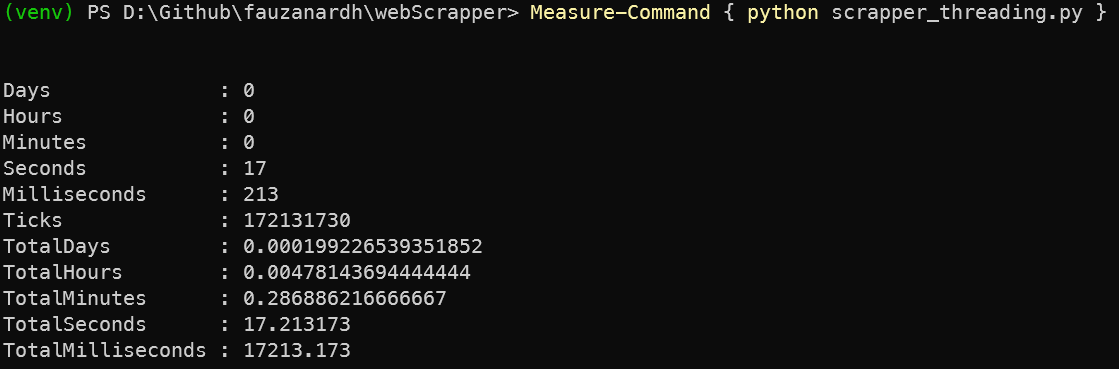 (venv) PS D:\Github\fauzanardh\webScrapper> Measure-Command { python scrapper_threading.py }
Days              : 0
Hours             : 0
Minutes           : 0
Seconds           : 17
Milliseconds      : 213
Ticks             : 172131730
TotalDays         : 0.000199226539351852
TotalHours        : 0.00478143694444444
TotalMinutes      : 0.286886216666667
TotalSeconds      : 17.213173
TotalMilliseconds : 17213.173